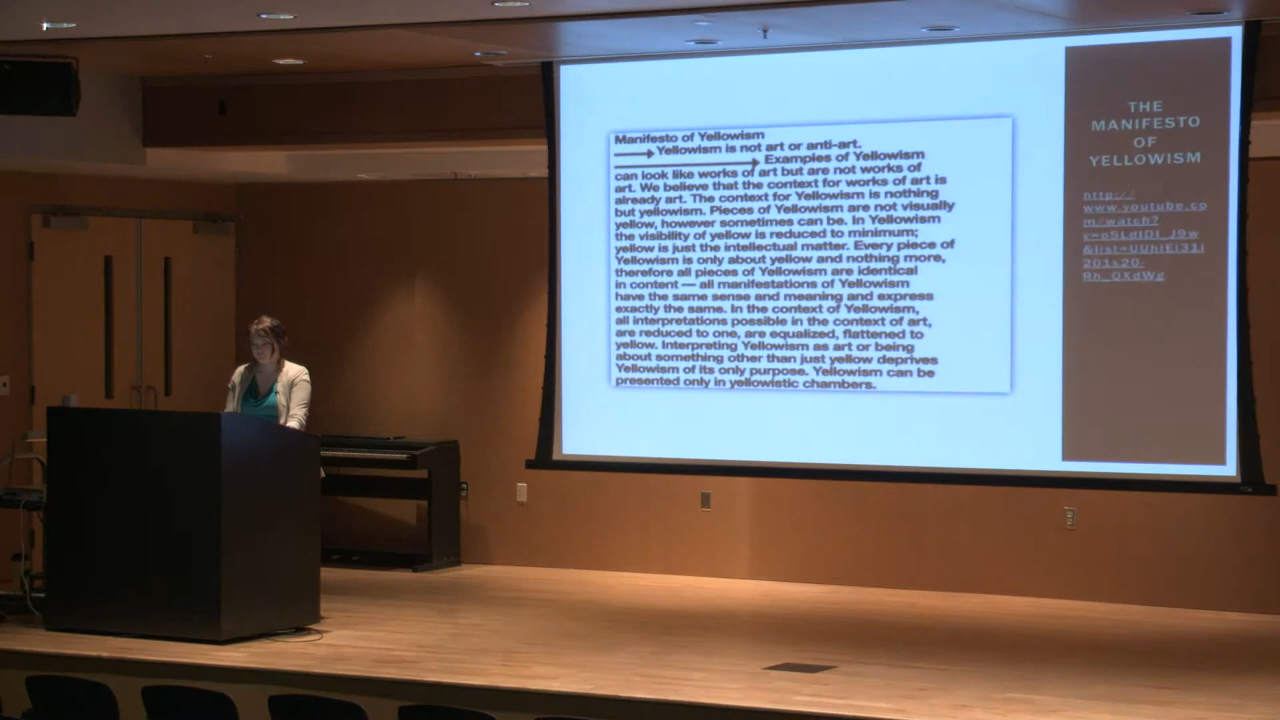 Manifesto of Yellowism
Yellowism is not art or anti-art.
Examples of Yellowism
can look like works of art but are not works of
art. We believe that the context for works of art is
already art. The context for Yellowism is nothing
but yellowism. Pieces of Yellowism are not visually
yellow, however sometimes can be. In Yellowism
the visibility of yellow is reduced to minimum;
yellow is just the intellectual matter. Every piece of
Yellowism is only about yellow and nothing more,
therefore all pieces of Yellowism are identical
in content — all manifestations of Yellowism
have the same sense and meaning and express
exactly the same. In the context of Yellowism,
all interpretations possible in the context of art,
are reduced to one, are equalized, flattened to
yellow. Interpreting Yellowism as art or being
about something other than just yellow deprives
Yellowism of its only purpose. Yellowism can be
presented only in yellowistic chambers.
THE
MANIFESTO
OF
YELLOWISM
http://
www.youtube.co
m/watch?